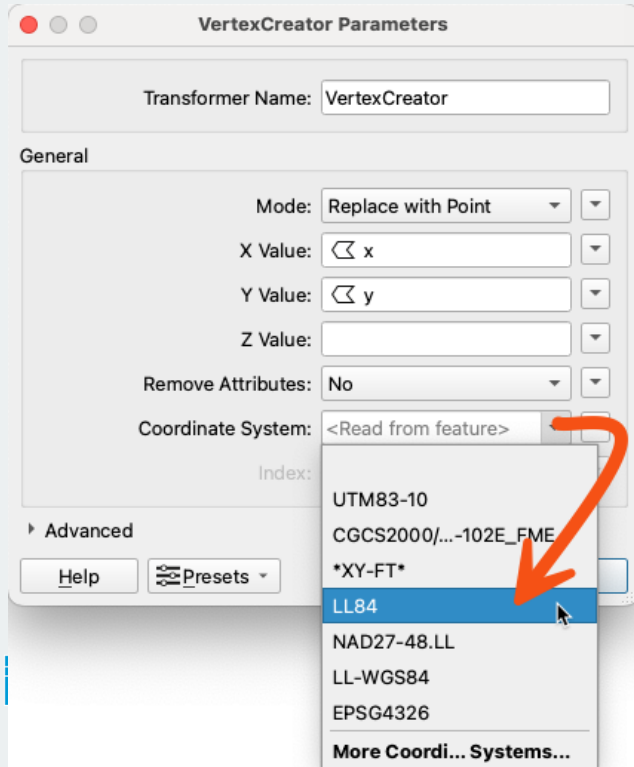 VertexCreator Parameters
Transformer Name: VertexCreator
General
Mode: Replace with Point
X Value: x
Y Value: y
Z Value:
Remove Attributes: No
Coordinate System: <Read from feature>
Index:
UTM83-10
CGCS2000/...-102E_FME
*XY-FT*
LL84
NAD27-48.LL
LL-WGS84
EPSG4326
More Coordi... Systems...
Advanced
Help Presets